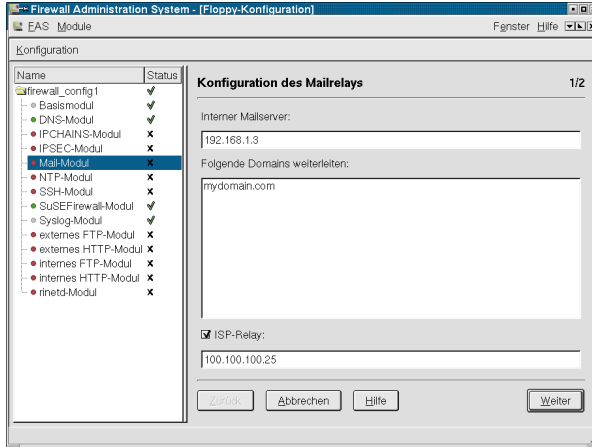 Firewall Administration System - [Floppy-Konfiguration]
FAS Module Fenster Hilfe
Konfiguration
Name Status
firewall_config1
Basismodul
DNS-Modul
IPCHAINS-Modul
IPSEC-Modul
Mail-Modul
NTP-Modul
SSH-Modul
SuSEFirewall-Modul
Syslog-Modul
externes FTP-Modul
externes HTTP-Modul
internes FTP-Modul
internes HTTP-Modul
rinetd-Modul
Konfiguration des Mailrelays 1/2
Interner Mailserver:
192.168.1.3
Folgende Domains weiterleiten:
mydomain.com
ISP-Relay:
100.100.100.25
Zurück Abbrechen Hilfe Weiter